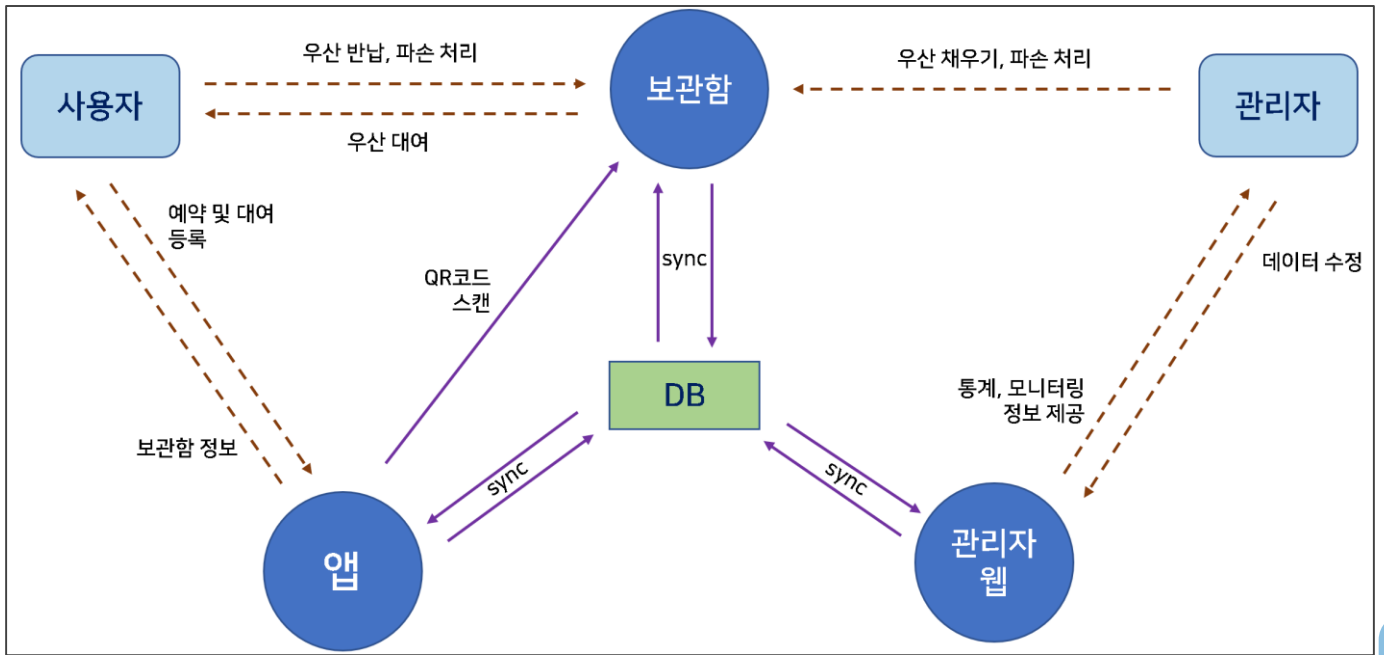 우산 반납, 파손 처리
우산 채우기, 파손 처리
사용자
보관함
관리자
우산 대여
예약 및 대여
등록
QR코드
스캔
sync
데이터 수정
DB
통계, 모니터링
정보 제공
보관함 정보
sync
sync
앱
관리자
웹